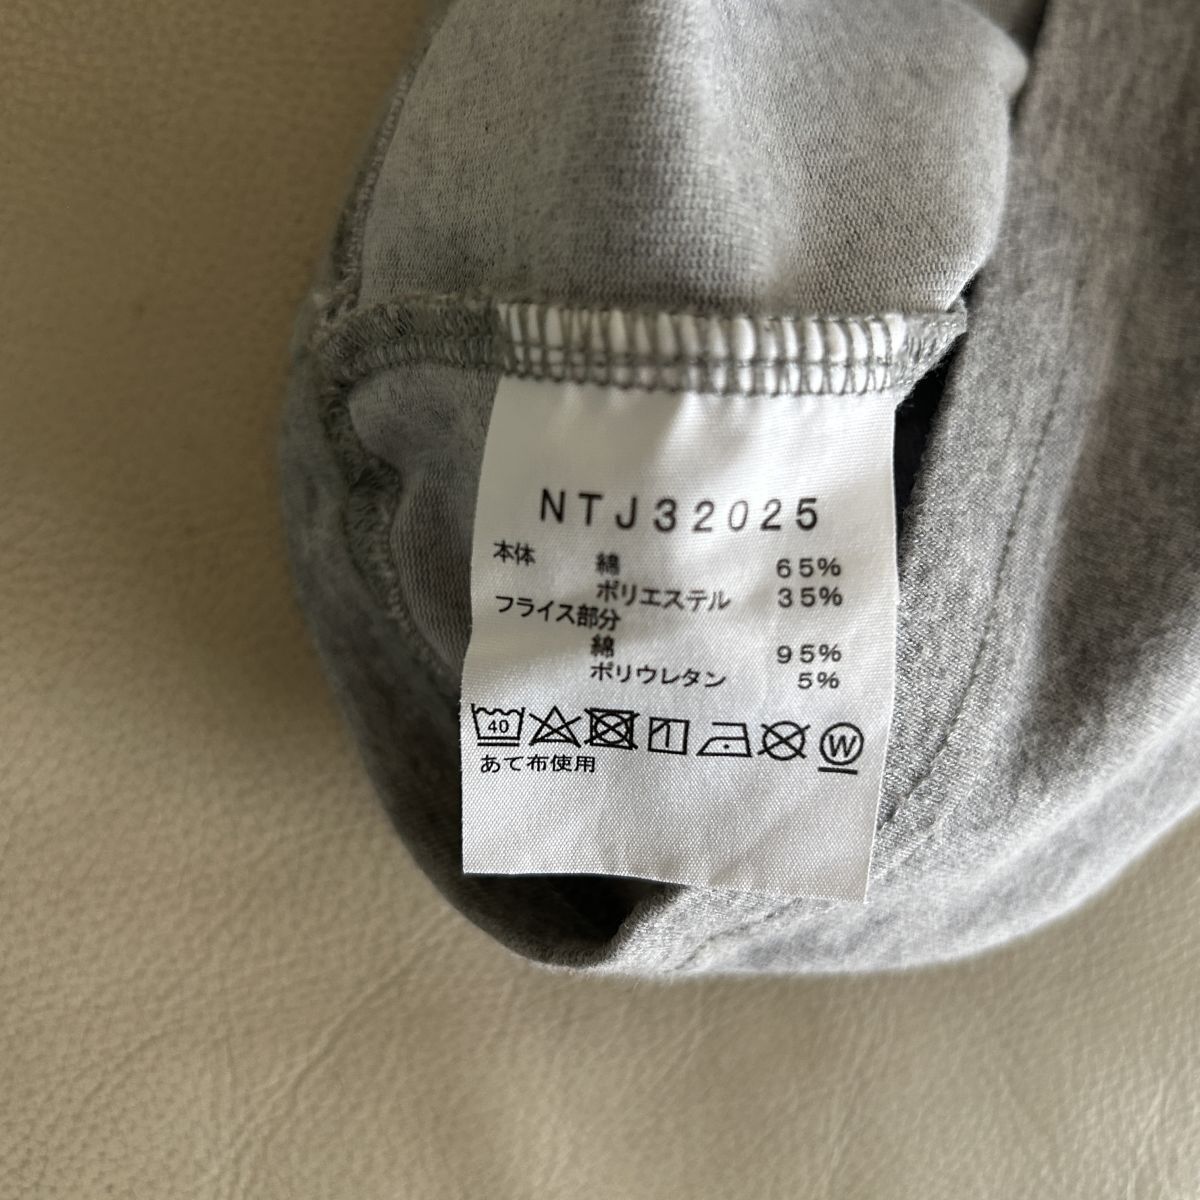 NTJ32025
本体 綿 65%
ポリエステル 35%
フライス部分
綿 95%
ポリウレタン 5%
40 W
あて布使用